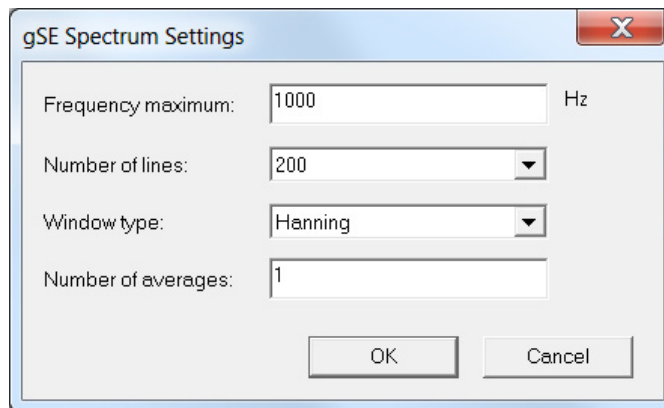 gSE Spectrum Settings
X
Frequency maximum: 1000 Hz
Number of lines: 200
Window type: Hanning
Number of averages: 1
OK Cancel